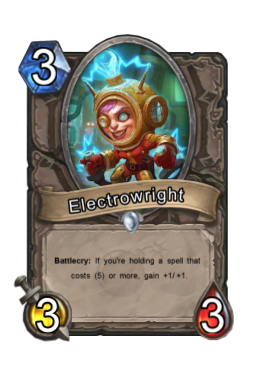 3
Electrowright
Battlecry: If you're holding a spell that
costs (5) or more, gain +1/+1.
3
3